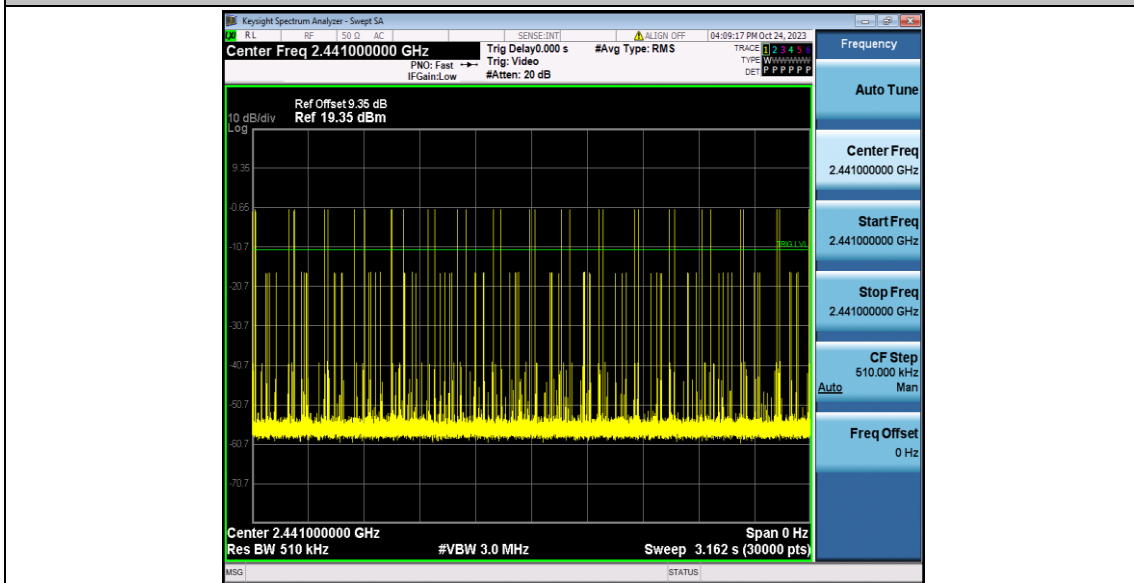 Keysight Spectrum Analyzer - Swept SA
RL RF 50 Ω AC SENSE:INT ALIGN OFF 04:09:17 PM Oct 24, 2023
Center Freq 2.441000000 GHz
PNO: Fast
IFGain:Low
Trig Delay0.000 s
Trig: Video
#Atten: 20 dB
#Avg Type: RMS
TRACE 1 2 3 4 5 6
TYPE WWWWWW
DET P P P P P P
Ref Offset 9.35 dB
10 dB/div Ref 19.35 dBm
Log
9.35
-0.65
-10.7
TRIG LVL
-20.7
-30.7
-40.7
-50.7
-60.7
-70.7
Center 2.441000000 GHz Span 0 Hz
Res BW 510 kHz #VBW 3.0 MHz Sweep 3.162 s (30000 pts)
MSG STATUS
Frequency
Auto Tune
Center Freq
2.441000000 GHz
Start Freq
2.441000000 GHz
Stop Freq
2.441000000 GHz
CF Step
510.000 kHz
Auto Man
Freq Offset
0 Hz